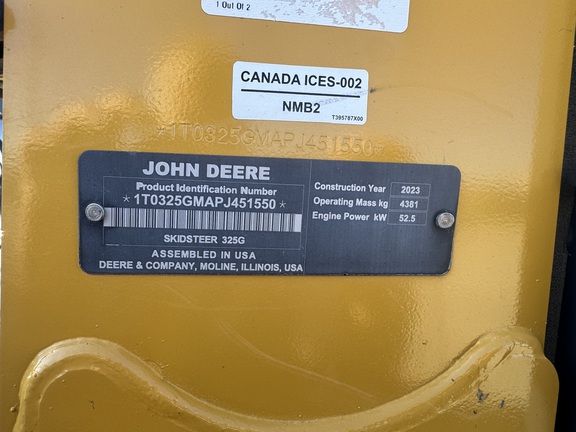 1 Out Of 2
CANADA ICES-002
NMB2
T395787X00
*1T0325GMAPJ451550*
JOHN DEERE
Product Identification Number
*1T0325GMAPJ451550*
SKIDSTEER 325G
ASSEMBLED IN USA
DEERE & COMPANY, MOLINE, ILLINOIS, USA
Construction Year 2023
Operating Mass kg 4381
Engine Power kW 52.5